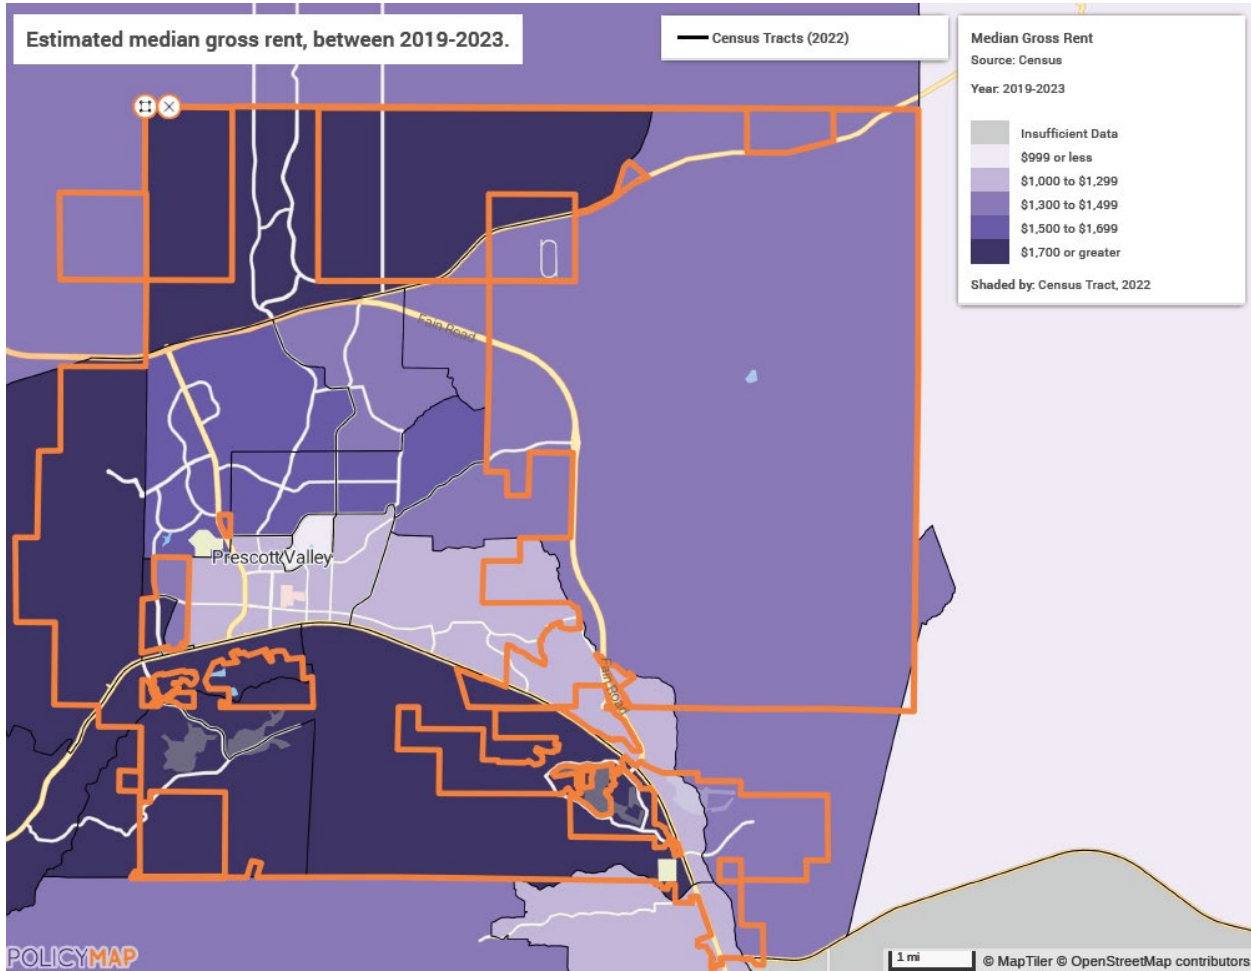 Estimated median gross rent, between 2019-2023.
Census Tracts (2022)
Median Gross Rent
Source: Census
Year: 2019-2023
Insufficient Data
$999 or less
$1,000 to $1,299
$1,300 to $1,499
$1,500 to $1,699
$1,700 or greater
Shaded by: Census Tract, 2022
Fain Road
Prescott Valley
Fain Road
POLICYMAP
1 mi
© MapTiler © OpenStreetMap contributors